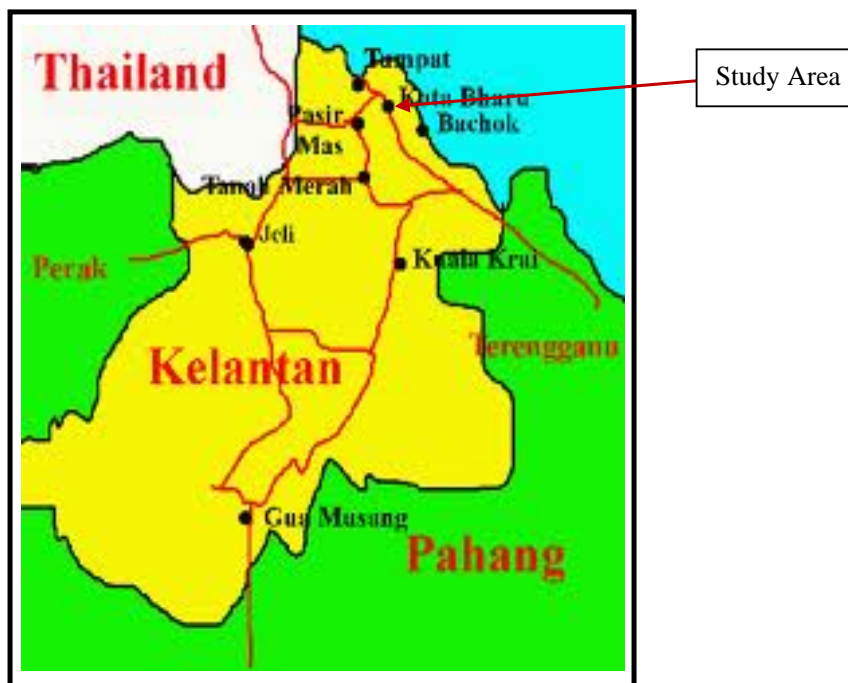 Thailand
Tumpat
Kota Bharu
Study Area
Pasir
Mas
Bachok
Tanah Merah
Jeli
Perak
Kuala Krai
Terengganu
Kelantan
Gua Musang
Pahang